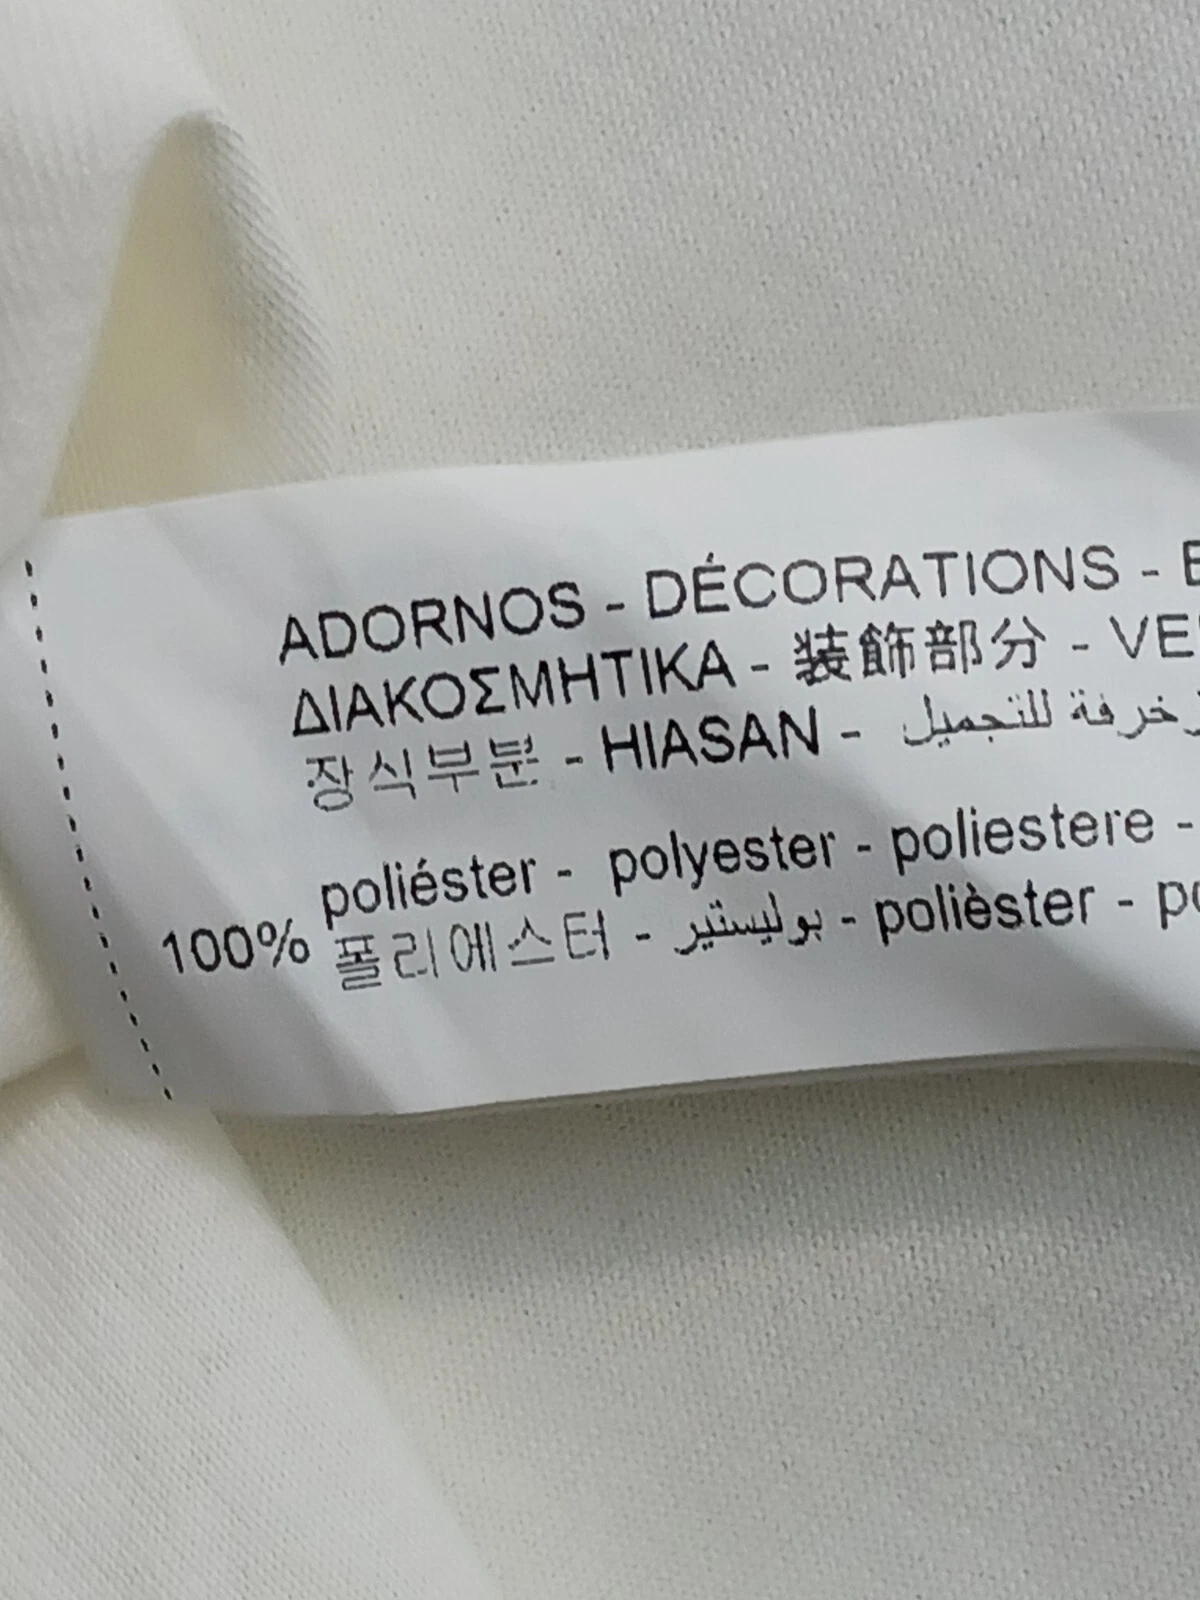 ADORNOS - DÉCORATIONS -
ΔΙΑΚΟΣΜΗΤΙΚΑ - 装飾部分 -
장식부분 - HIASAN - زخرفة للتجميل
poliéster - polyester - poliestere -
100% 폴리에스터 - بوليستير - polièster -